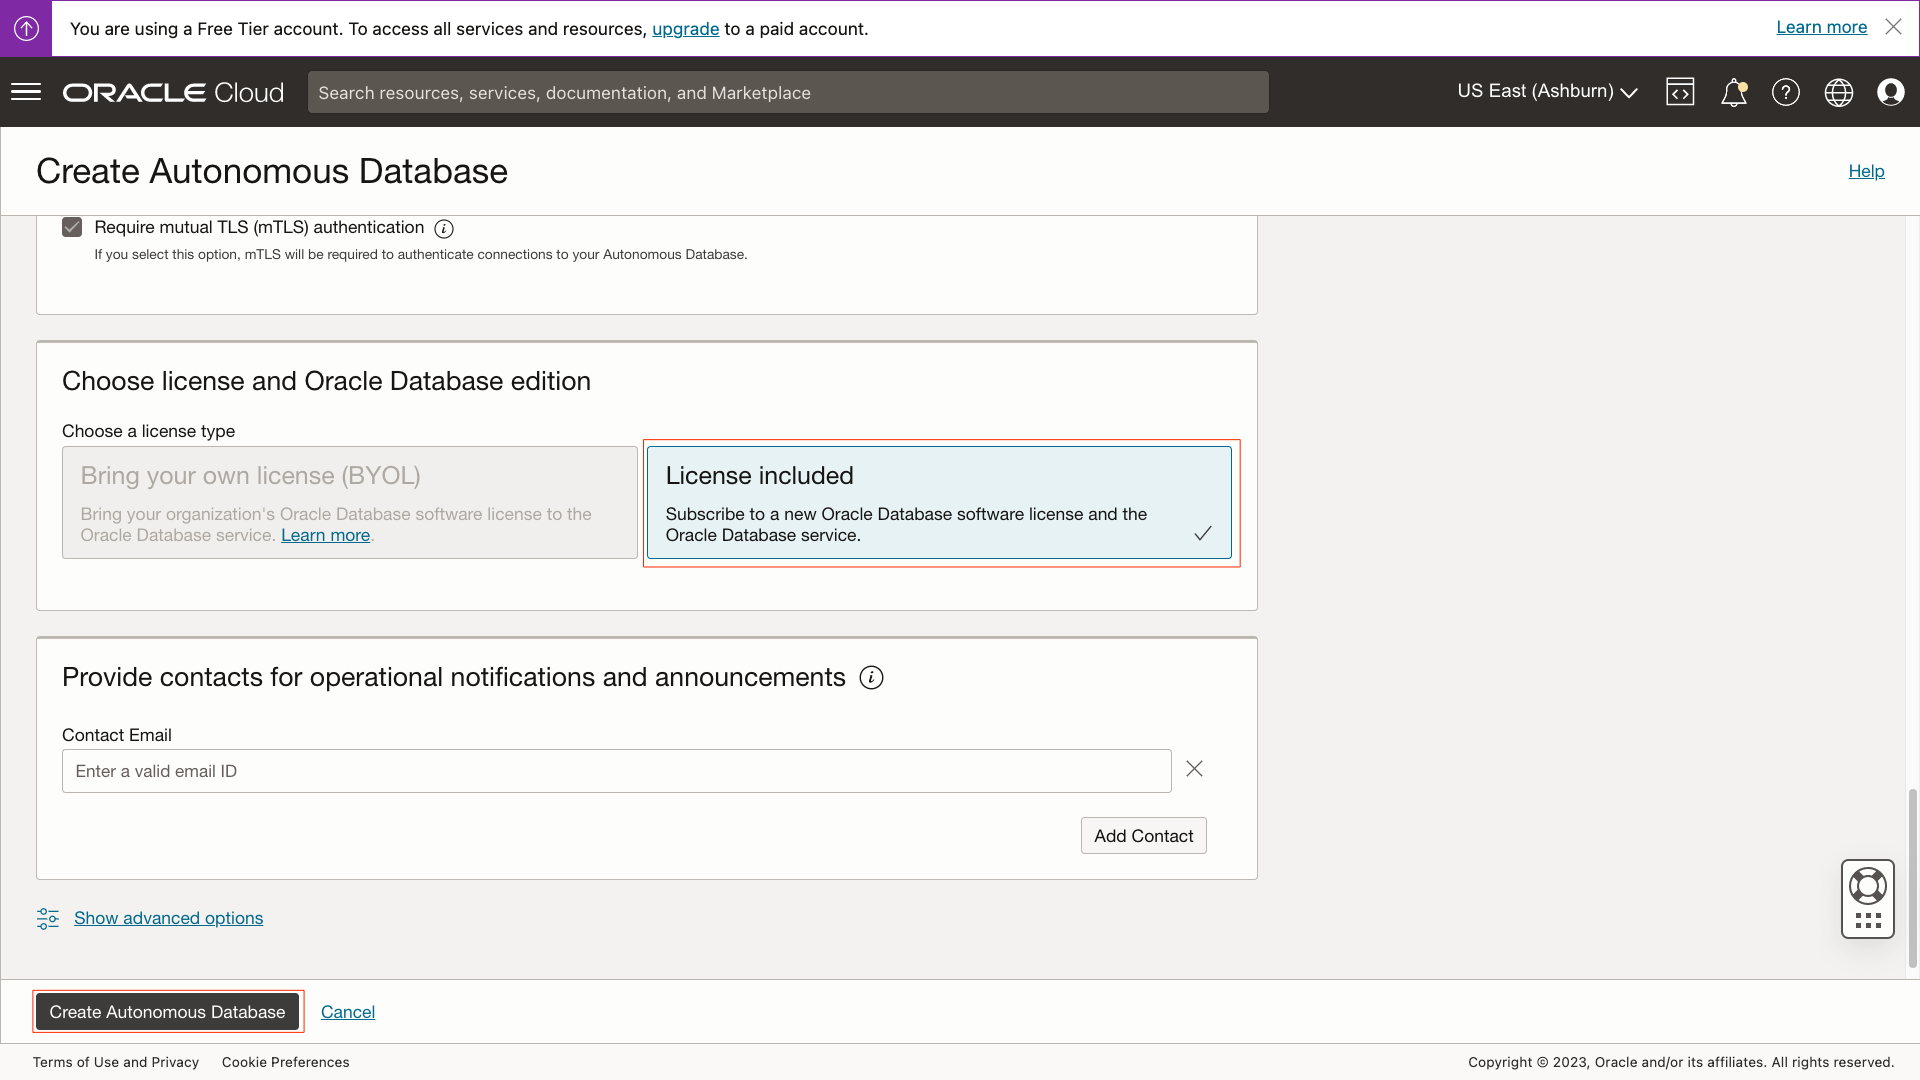 You are using a Free Tier account. To access all services and resources, upgrade to a paid account.
Learn more
ORACLE Cloud
Search resources, services, documentation, and Marketplace
US East (Ashburn)
Create Autonomous Database
Help
Require mutual TLS (mTLS) authentication
If you select this option, mTLS will be required to authenticate connections to your Autonomous Database.
Choose license and Oracle Database edition
Choose a license type
Bring your own license (BYOL)
Bring your organization's Oracle Database software license to the
Oracle Database service. Learn more.
License included
Subscribe to a new Oracle Database software license and the
Oracle Database service.
Provide contacts for operational notifications and announcements
Contact Email
Enter a valid email ID
Add Contact
Show advanced options
Create Autonomous Database
Cancel
Terms of Use and Privacy
Cookie Preferences
Copyright © 2023, Oracle and/or its affiliates. All rights reserved.